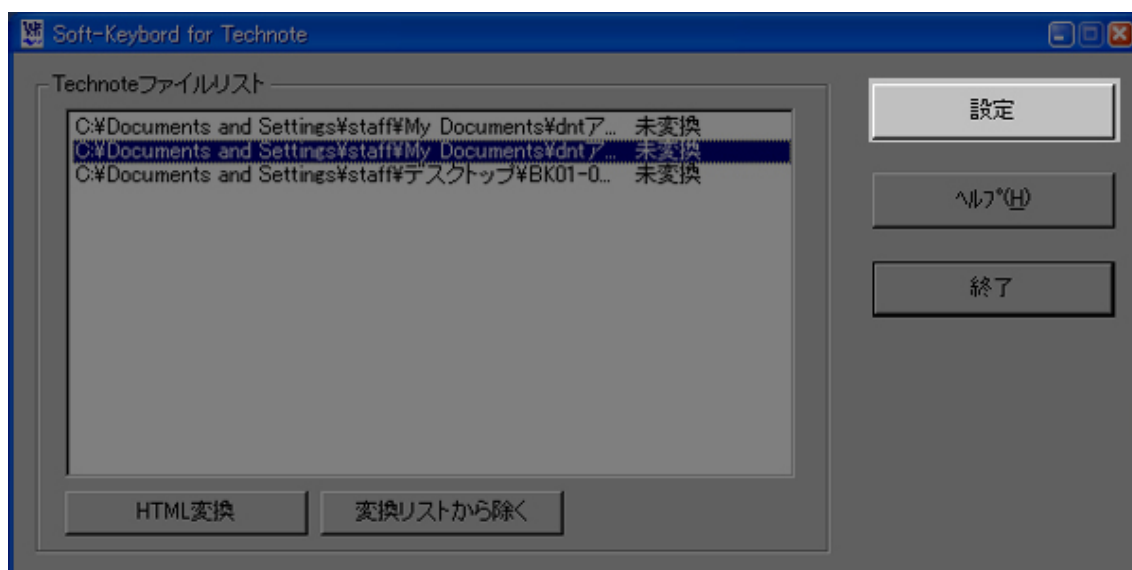 Soft-Keybord for Technote
Technoteファイルリスト
C:¥Documents and Settings¥staff¥My Documents¥dntア... 未変換
C:¥Documents and Settings¥staff¥My Documents¥dntア... 未変換
C:¥Documents and Settings¥staff¥デスクトップ¥BK01-0... 未変換
設定
ヘルプ(H)
終了
HTML変換 変換リストから除く